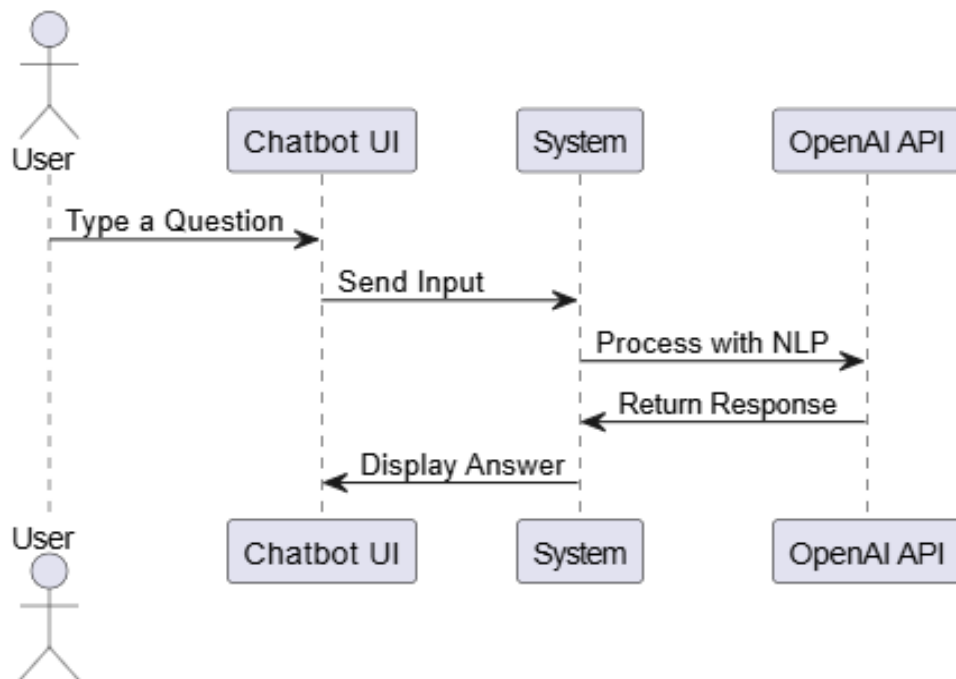 User
Chatbot UI
System
OpenAI API
Type a Question
Send Input
Process with NLP
Return Response
Display Answer
User
Chatbot UI
System
OpenAI API